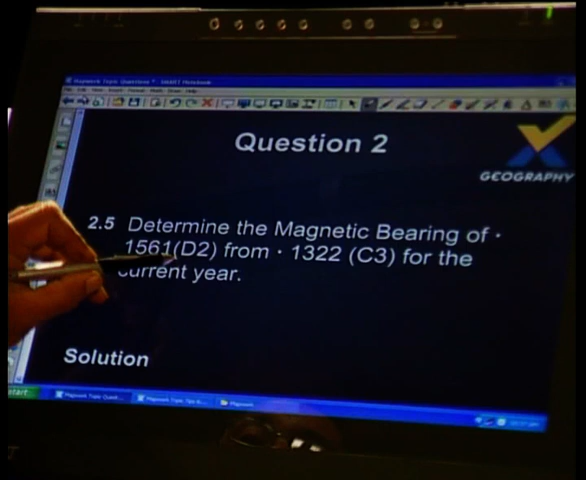 Question 2
GEOGRAPHY
2.5 Determine the Magnetic Bearing of ·
1561(D2) from · 1322 (C3) for the
current year.
Solution
start